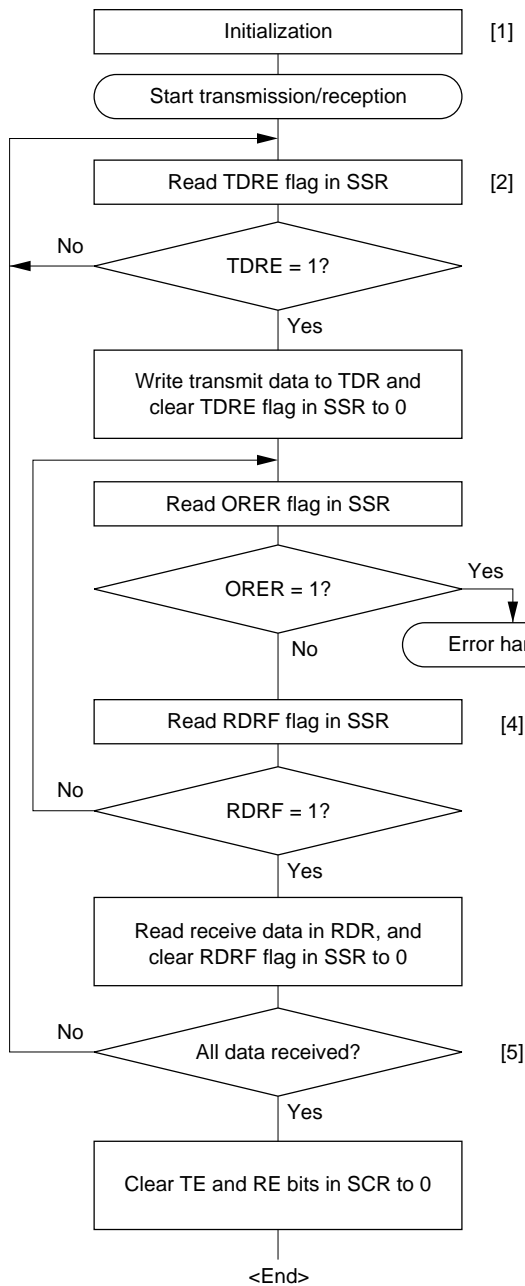 Initialization [1]
Start transmission/reception
Read TDRE flag in SSR [2]
No
TDRE = 1?
Yes
Write transmit data to TDR and
clear TDRE flag in SSR to 0
Read ORER flag in SSR
Yes
ORER = 1?
No
Error
Read RDRF flag in SSR [4]
No
RDRF = 1?
Yes
Read receive data in RDR, and
clear RDRF flag in SSR to 0
No
All data received? [5]
Yes
Clear TE and RE bits in SCR to 0
<End>